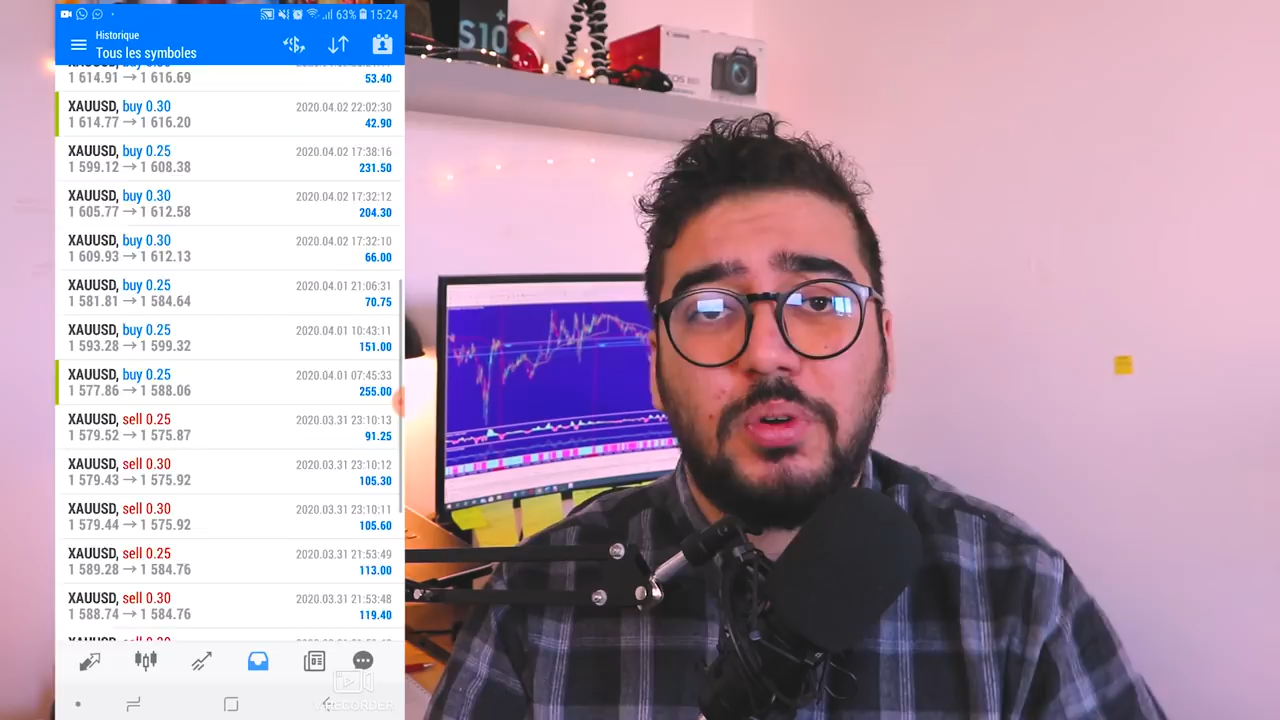 63% 15:24
Historique
Tous les symboles
1 614.91 → 1 616.69 53.40
XAUUSD, buy 0.30 2020.04.02 22:02:30
1 614.77 → 1 616.20 42.90
XAUUSD, buy 0.25 2020.04.02 17:38:16
1 599.12 → 1 608.38 231.50
XAUUSD, buy 0.30 2020.04.02 17:32:12
1 605.77 → 1 612.58 204.30
XAUUSD, buy 0.30 2020.04.02 17:32:10
1 609.93 → 1 612.13 66.00
XAUUSD, buy 0.25 2020.04.01 21:06:31
1 581.81 → 1 584.64 70.75
XAUUSD, buy 0.25 2020.04.01 10:43:11
1 593.28 → 1 599.32 151.00
XAUUSD, buy 0.25 2020.04.01 07:45:33
1 577.86 → 1 588.06 255.00
XAUUSD, sell 0.25 2020.03.31 23:10:13
1 579.52 → 1 575.87 91.25
XAUUSD, sell 0.30 2020.03.31 23:10:12
1 579.43 → 1 575.92 105.30
XAUUSD, sell 0.30 2020.03.31 23:10:11
1 579.44 → 1 575.92 105.60
XAUUSD, sell 0.25 2020.03.31 21:53:49
1 589.28 → 1 584.76 113.00
XAUUSD, sell 0.30 2020.03.31 21:53:48
1 588.74 → 1 584.76 119.40
S10+